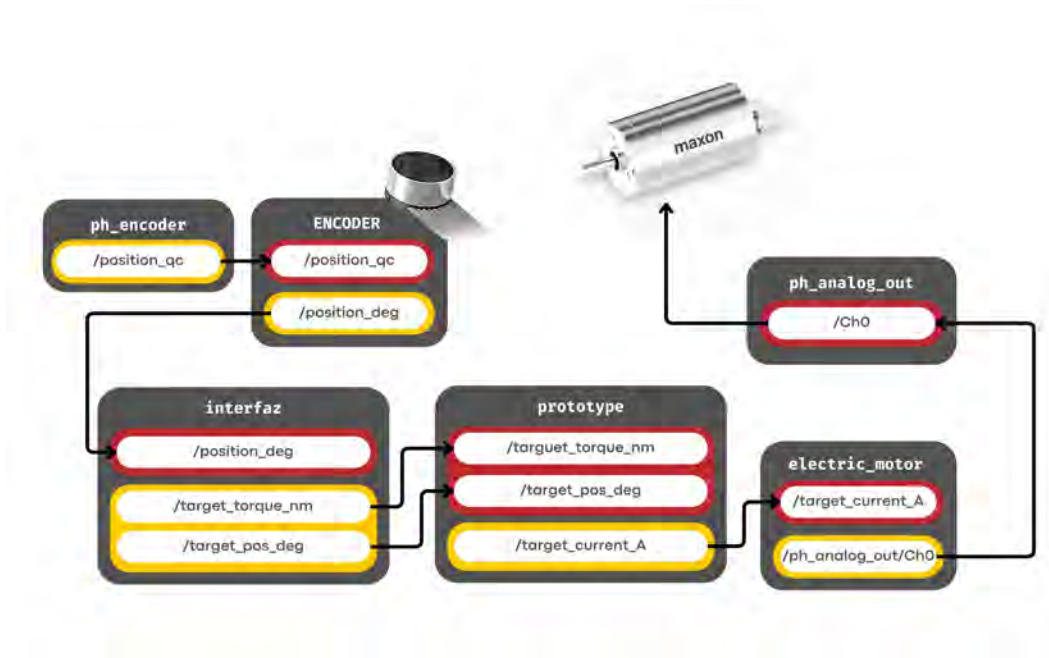 maxon
ph_encoder
/position_qc
ENCODER
/position_qc
/position_deg
ph_analog_out
/Ch0
interfaz
/position_deg
/target_torque_nm
/target_pos_deg
prototype
/targuet_torque_nm
/target_pos_deg
/target_current_A
electric_motor
/target_current_A
/ph_analog_out/Ch0